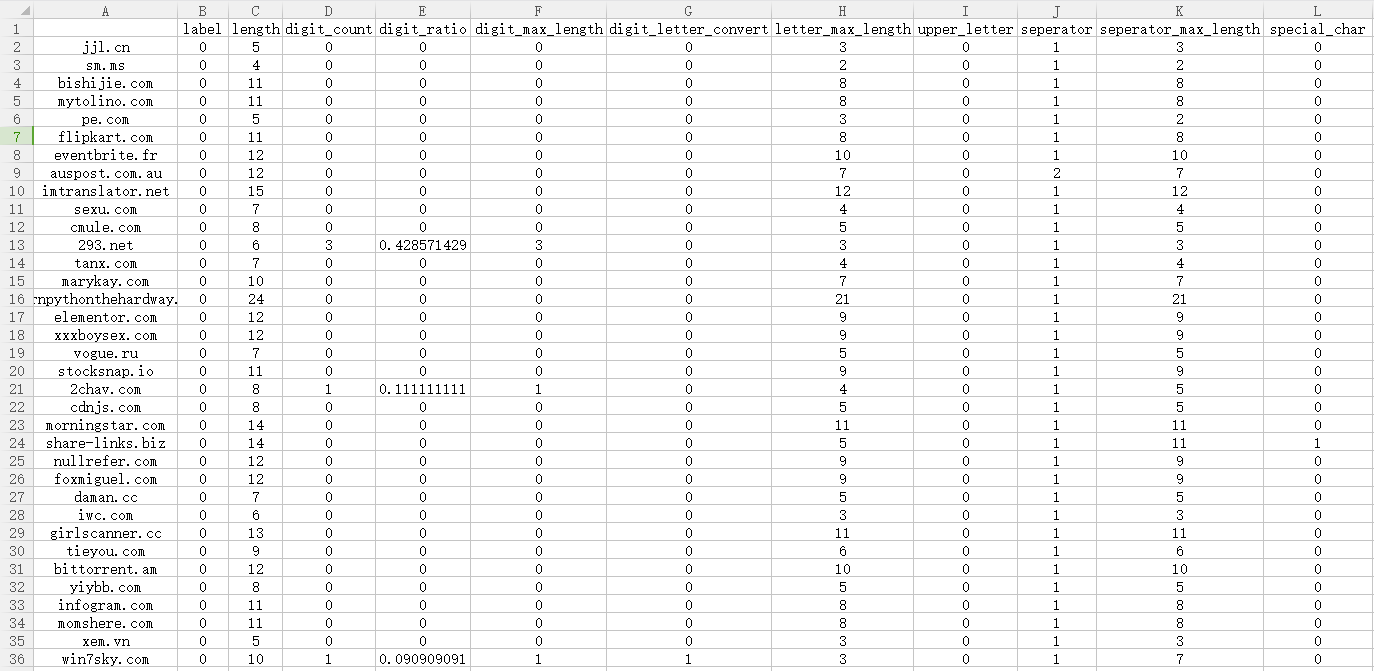 A B C D E F G H I J K L
1 label length digit_count digit_ratio digit_max_length digit_letter_convert letter_max_length upper_letter seperator seperator_max_length special_char
2 jjl.cn 0 5 0 0 0 0 3 0 1 3 0
3 sm.ms 0 4 0 0 0 0 2 0 1 2 0
4 bishijie.com 0 11 0 0 0 0 8 0 1 8 0
5 mytolino.com 0 11 0 0 0 0 8 0 1 8 0
6 pe.com 0 5 0 0 0 0 3 0 1 2 0
7 flipkart.com 0 11 0 0 0 0 8 0 1 8 0
8 eventbrite.fr 0 12 0 0 0 0 10 0 1 10 0
9 auspost.com.au 0 12 0 0 0 0 7 0 2 7 0
10 imtranslator.net 0 15 0 0 0 0 12 0 1 12 0
11 sexu.com 0 7 0 0 0 0 4 0 1 4 0
12 cmule.com 0 8 0 0 0 0 5 0 1 5 0
13 293.net 0 6 3 0.428571429 3 0 3 0 1 3 0
14 tanx.com 0 7 0 0 0 0 4 0 1 4 0
15 marykay.com 0 10 0 0 0 0 7 0 1 7 0
16 rnpythonthehardway. 0 24 0 0 0 0 21 0 1 21 0
17 elementor.com 0 12 0 0 0 0 9 0 1 9 0
18 xxxboysex.com 0 12 0 0 0 0 9 0 1 9 0
19 vogue.ru 0 7 0 0 0 0 5 0 1 5 0
20 stocksnap.io 0 11 0 0 0 0 9 0 1 9 0
21 2chav.com 0 8 1 0.111111111 1 0 4 0 1 5 0
22 cdnjs.com 0 8 0 0 0 0 5 0 1 5 0
23 morningstar.com 0 14 0 0 0 0 11 0 1 11 0
24 share-links.biz 0 14 0 0 0 0 5 0 1 11 1
25 nullrefer.com 0 12 0 0 0 0 9 0 1 9 0
26 foxmiguel.com 0 12 0 0 0 0 9 0 1 9 0
27 daman.cc 0 7 0 0 0 0 5 0 1 5 0
28 iwc.com 0 6 0 0 0 0 3 0 1 3 0
29 girlscanner.cc 0 13 0 0 0 0 11 0 1 11 0
30 tieyou.com 0 9 0 0 0 0 6 0 1 6 0
31 bittorrent.am 0 12 0 0 0 0 10 0 1 10 0
32 yiybb.com 0 8 0 0 0 0 5 0 1 5 0
33 infogram.com 0 11 0 0 0 0 8 0 1 8 0
34 momshere.com 0 11 0 0 0 0 8 0 1 8 0
35 xem.vn 0 5 0 0 0 0 3 0 1 3 0
36 win7sky.com 0 10 1 0.090909091 1 1 3 0 1 7 0